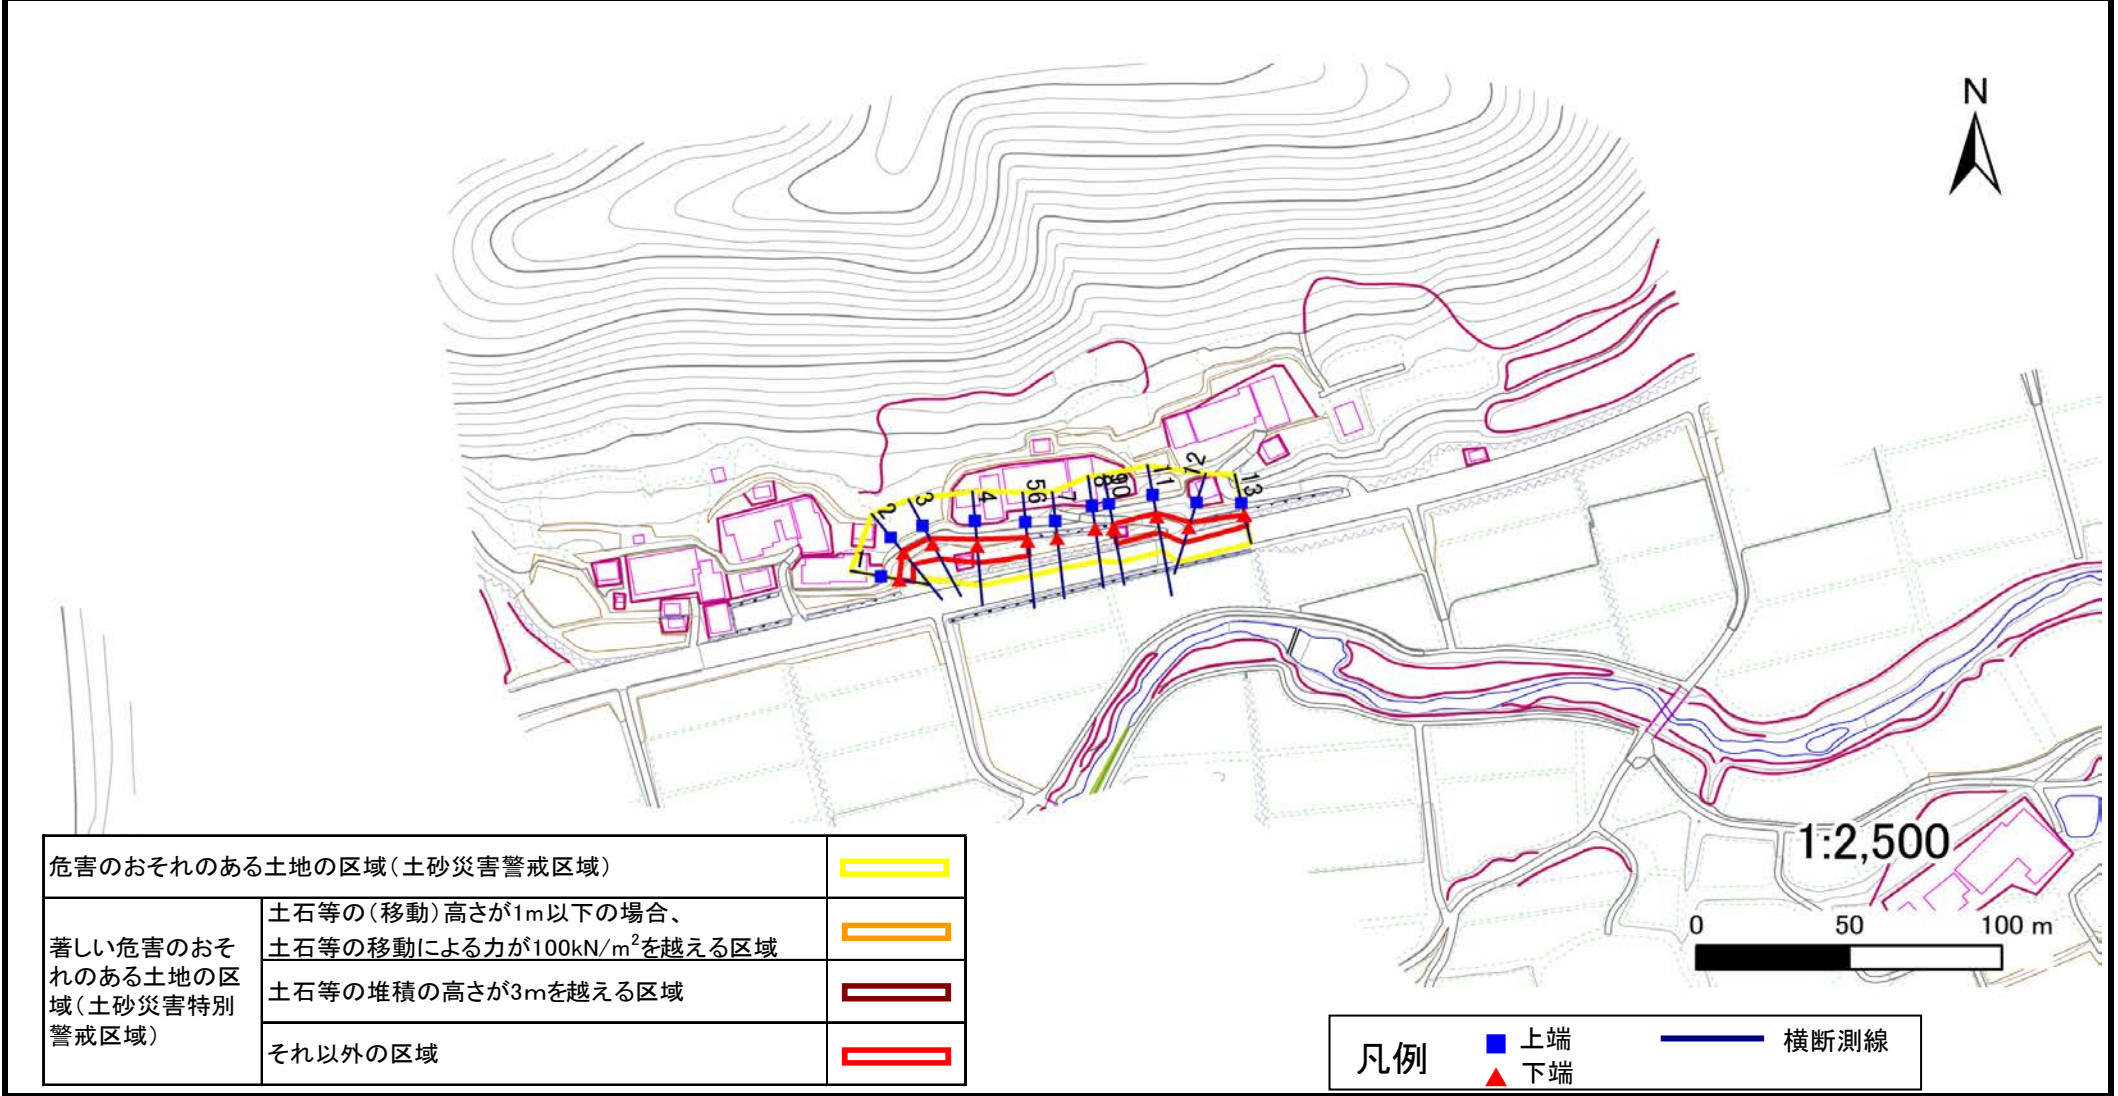 N
1
2
3
4
5
6
7
8
9
10
11
12
13
1:2,500
0 50 100 m
危害のおそれのある土地の区域(土砂災害警戒区域)
著しい危害のおそ
れのある土地の区
域(土砂災害特別
警戒区域)
土石等の(移動)高さが1m以下の場合、
土石等の移動による力が100kN/m²を越える区域
土石等の堆積の高さが3mを越える区域
それ以外の区域
凡例
上端
下端
横断測線